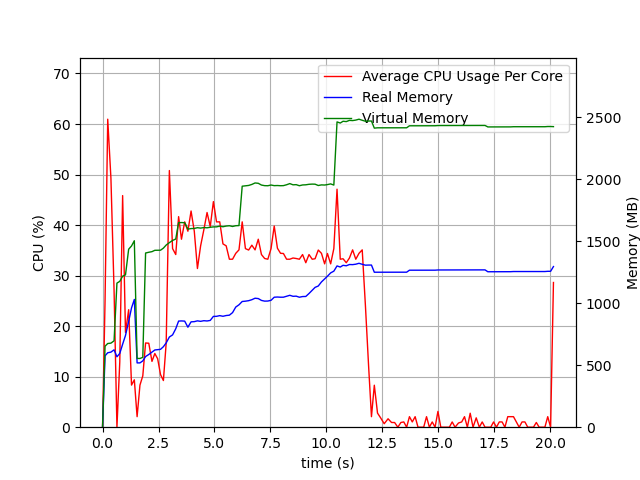 Average CPU Usage Per Core
Real Memory
Virtual Memory
CPU (%)
70
60
50
40
30
20
10
0
Memory (MB)
2500
2000
1500
1000
500
0
0.0 2.5 5.0 7.5 10.0 12.5 15.0 17.5 20.0
time (s)